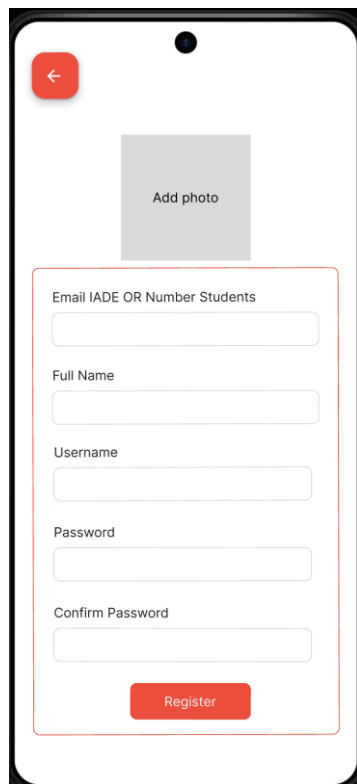 Add photo
Email IADE OR Number Students
Full Name
Username
Password
Confirm Password
Register